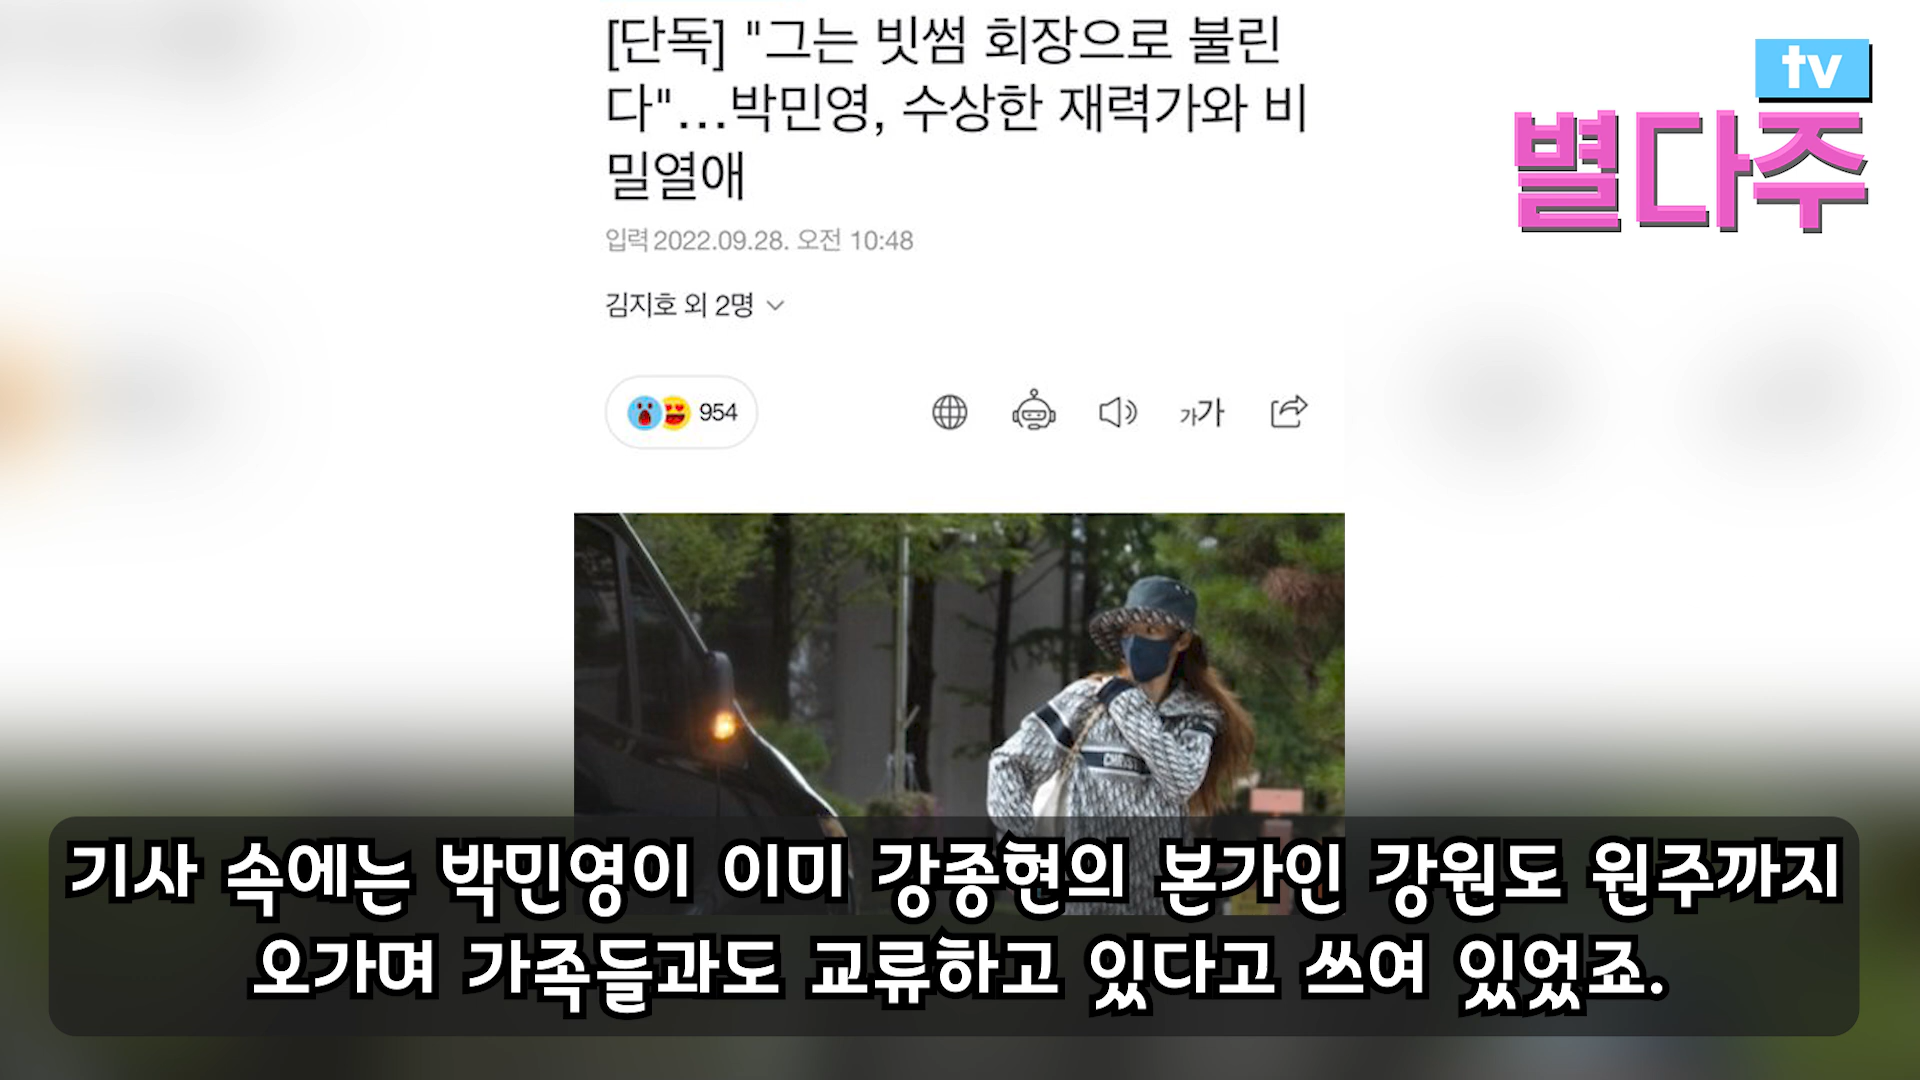 [단독] "그는 빗썸 회장으로 불린
다"...박민영, 수상한 재력가와 비
밀열애
입력 2022.09.28. 오전 10:48
김지호 외 2명
954
가가
tv
별다주
CHRIST
기사 속에는 박민영이 이미 강종현의 본가인 강원도 원주까지
오가며 가족들과도 교류하고 있다고 쓰여 있었죠.